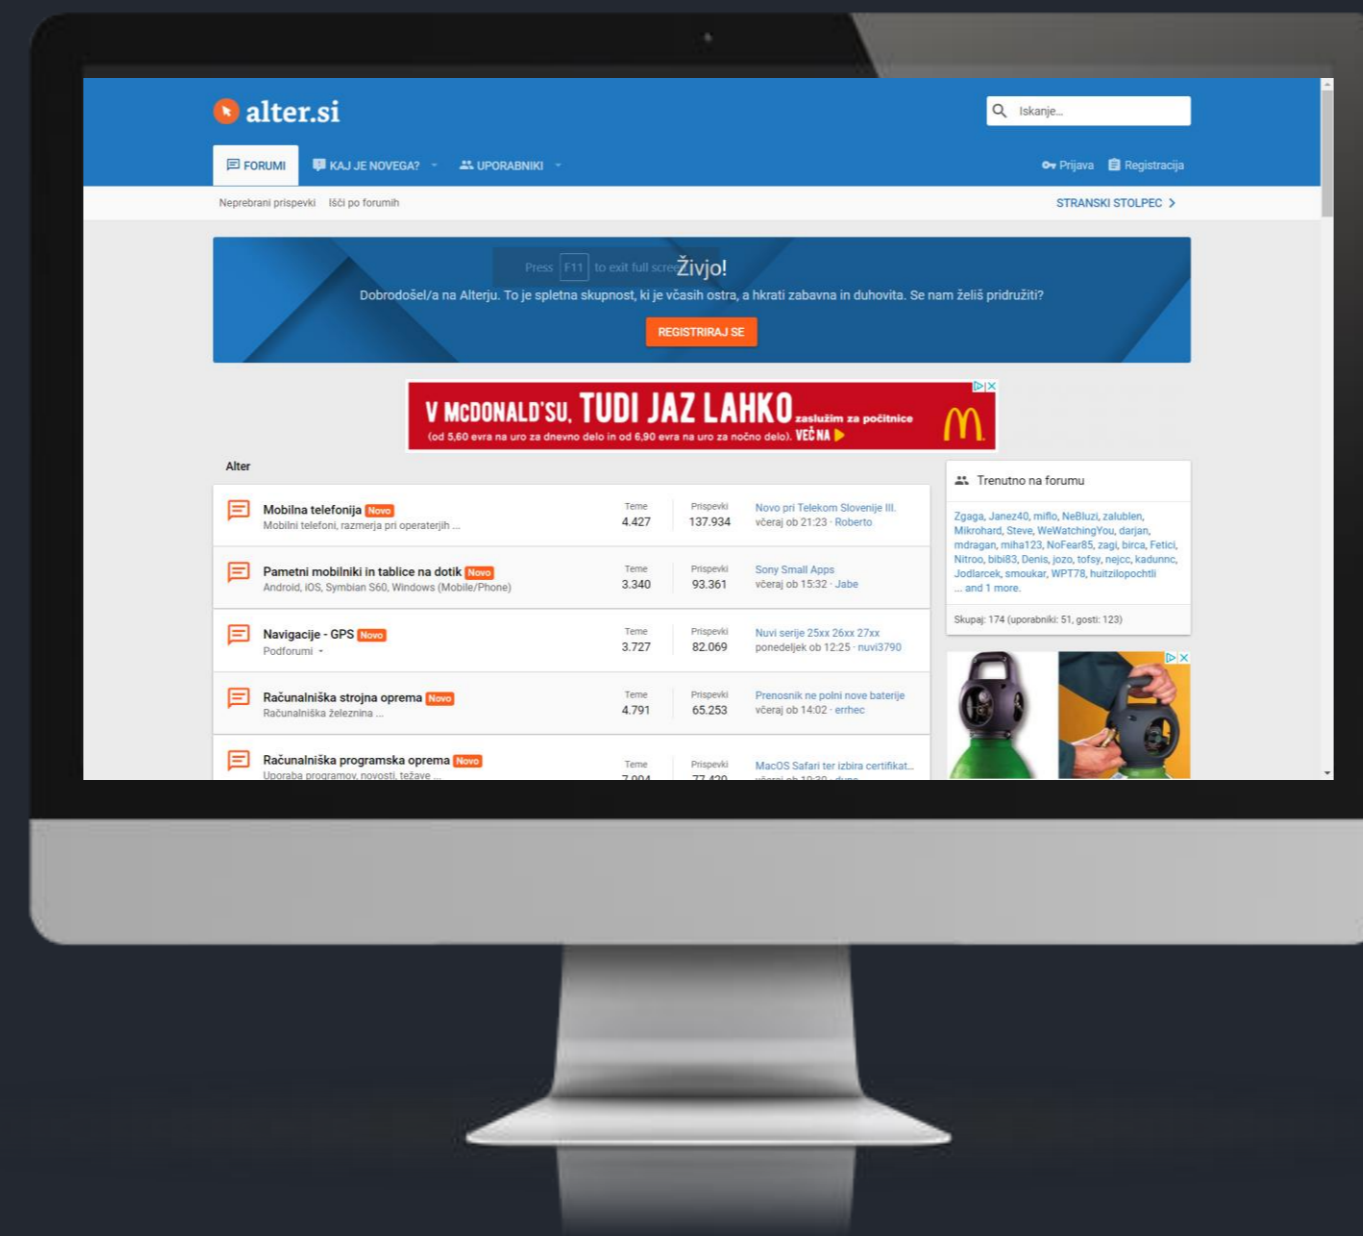 alter.si
Iskanje...
FORUMI
KAJ JE NOVEGA?
UPORABNIKI
Prijava
Registracija
Neprebrani prispevki
Išči po forumih
STRANSKI STOLPEC
Press F11 to exit full scree
Živjo!
Dobrodošel/a na Alterju. To je spletna skupnost, ki je včasih ostra, a hkrati zabavna in duhovita. Se nam želiš pridružiti?
REGISTRIRAJ SE
V McDONALD'SU, TUDI JAZ LAHKO zaslužim za počitnice
(od 5,60 evra na uro za dnevno delo in od 6,90 evra na uro za nočno delo). VEČ NA
Alter
Mobilna telefonija Novo
Mobilni telefoni, razmerja pri operaterjih ...
Teme
4.427
Prispevki
137.934
Novo pri Telekom Slovenije III.
včeraj ob 21:23 · Roberto
Pametni mobilniki in tablice na dotik Novo
Android, iOS, Symbian S60, Windows (Mobile/Phone)
Teme
3.340
Prispevki
93.361
Sony Small Apps
včeraj ob 15:32 · Jabe
Navigacije - GPS Novo
Podforumi
Teme
3.727
Prispevki
82.069
Nuvi serije 25xx 26xx 27xx
ponedeljek ob 12:25 · nuvi3790
Računalniška strojna oprema Novo
Računalniška železnina ...
Teme
4.791
Prispevki
65.253
Prenosnik ne polni nove baterije
včeraj ob 14:02 · errhec
Računalniška programska oprema Novo
Uporaba programov, novosti, težave ...
Teme
7.994
Prispevki
77.429
MacOS Safari ter izbira certifikat...
Trenutno na forumu
Zgaga, Janez40, miflo, NeBluzi, zalublen,
Mikrohard, Steve, WeWatchingYou, darjan,
mdragan, miha123, NoFear85, zagi, birca, Fetici,
Nitroo, bibi83, Denis, jozo, tofsy, nejcc, kadunnc,
Jodlarcek, smoukar, WPT78, huitzilopochtli
... and 1 more.
Skupaj: 174 (uporabniki: 51, gosti: 123)